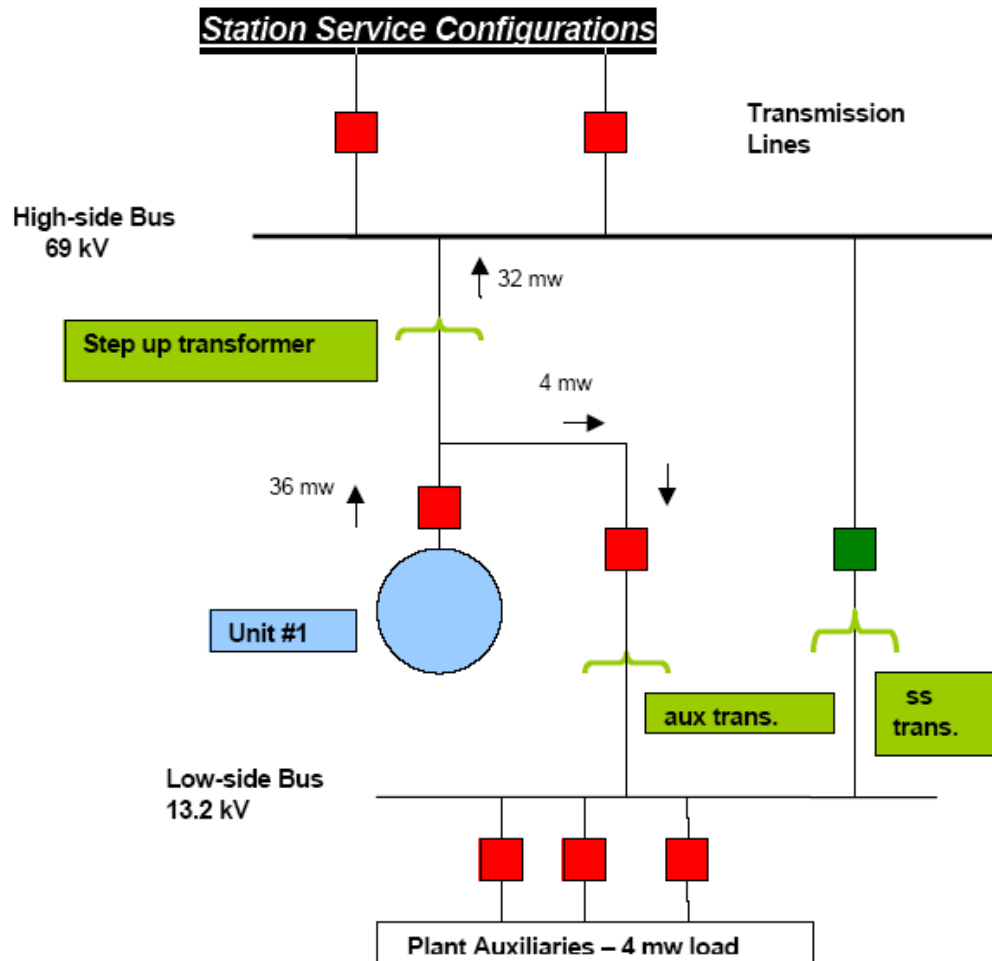 Station Service Configurations
Transmission
Lines
High-side Bus
69 kV
32 mw
Step up transformer
4 mw
36 mw
Unit #1
aux trans.
ss
trans.
Low-side Bus
13.2 kV
Plant Auxiliaries – 4 mw load